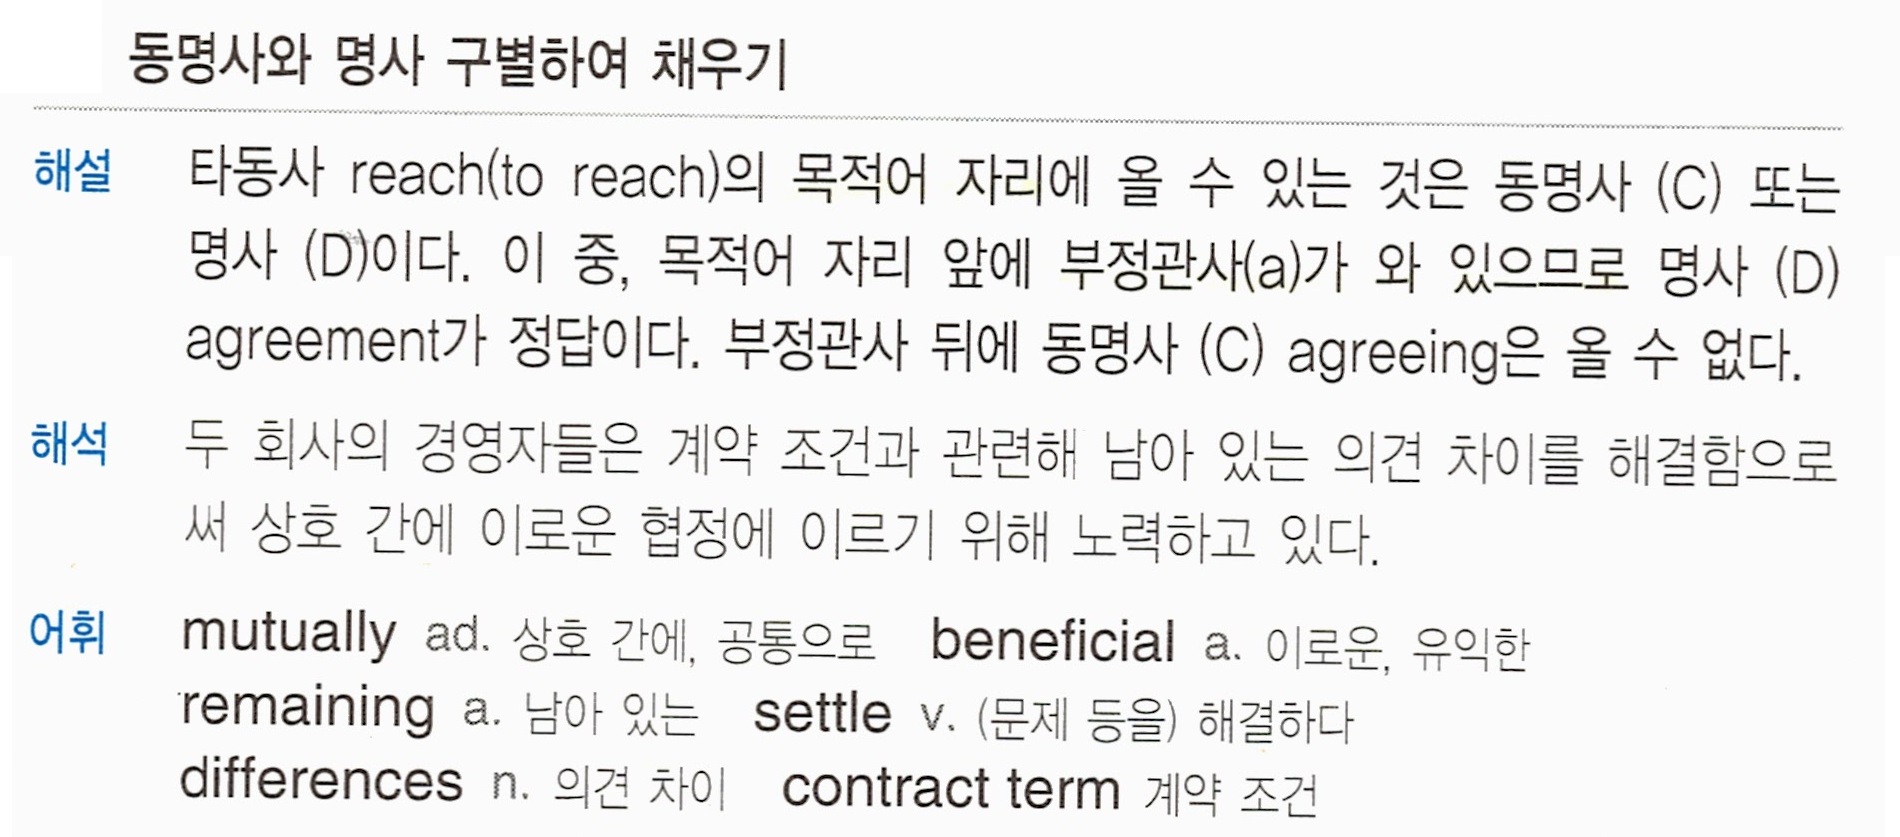 동명사와 명사 구별하여 채우기
해설 타동사 reach(to reach)의 목적어 자리에 올 수 있는 것은 동명사 (C) 또는
명사 (D)이다. 이 중, 목적어 자리 앞에 부정관사(a)가 와 있으므로 명사 (D)
agreement가 정답이다. 부정관사 뒤에 동명사 (C) agreeing은 올 수 없다.
해석 두 회사의 경영자들은 계약 조건과 관련해 남아 있는 의견 차이를 해결함으로
써 상호 간에 이로운 협정에 이르기 위해 노력하고 있다.
어휘 mutually ad. 상호 간에, 공통으로 beneficial a. 이로운, 유익한
remaining a. 남아 있는 settle v. (문제 등을) 해결하다
differences n. 의견 차이 contract term 계약 조건